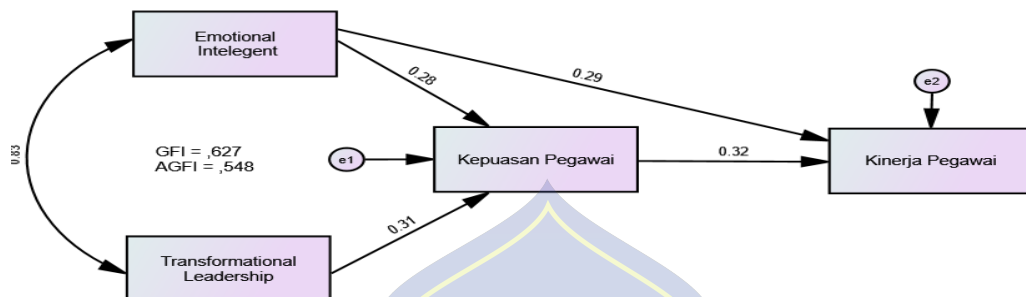 Emotional
Intelegent
0.28
0.29
e2
0.83
GFI = ,627
AGFI = ,548
e1
Kepuasan Pegawai
0.32
Kinerja Pegawai
0.31
Transformational
Leadership